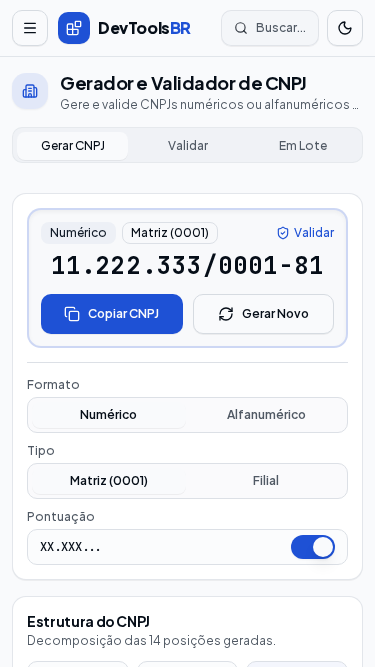 DevToolsBR
Buscar...
Gerador e Validador de CNPJ
Gere e valide CNPJs numéricos ou alfanuméricos ...
Gerar CNPJ Validar Em Lote
Numérico Matriz (0001) Validar
11.222.333/0001-81
Copiar CNPJ Gerar Novo
Formato
Numérico Alfanumérico
Tipo
Matriz (0001) Filial
Pontuação
XX.XXX...
Estrutura do CNPJ
Decomposição das 14 posições geradas.